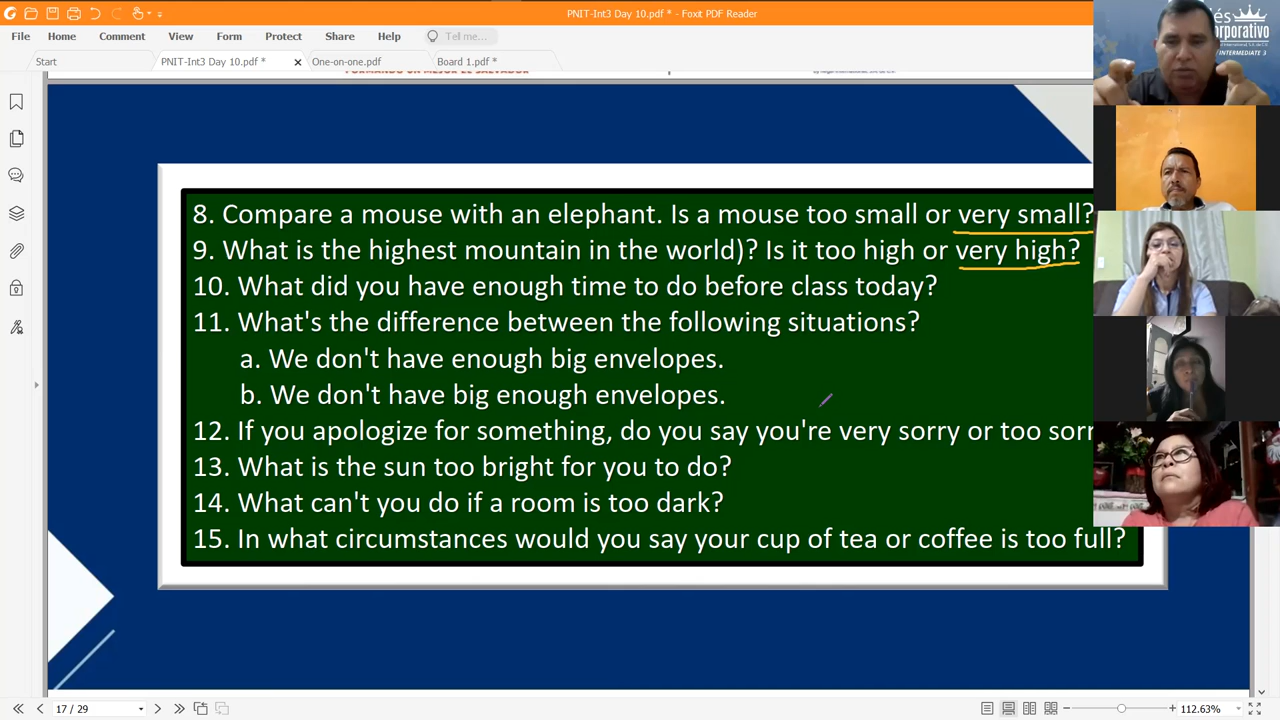 PNIT-Int3 Day 10.pdf * - Foxit PDF Reader
File Home Comment View Form Protect Share Help Tell me...
Start PNIT-Int3 Day 10.pdf * One-on-one.pdf Board 1.pdf *
8. Compare a mouse with an elephant. Is a mouse too small or very small?
9. What is the highest mountain in the world)? Is it too high or very high?
10. What did you have enough time to do before class today?
11. What's the difference between the following situations?
a. We don't have enough big envelopes.
b. We don't have big enough envelopes.
12. If you apologize for something, do you say you're very sorry or too sorr
13. What is the sun too bright for you to do?
14. What can't you do if a room is too dark?
15. In what circumstances would you say your cup of tea or coffee is too full?
INTERMEDIATE 3
17 / 29
112.63%